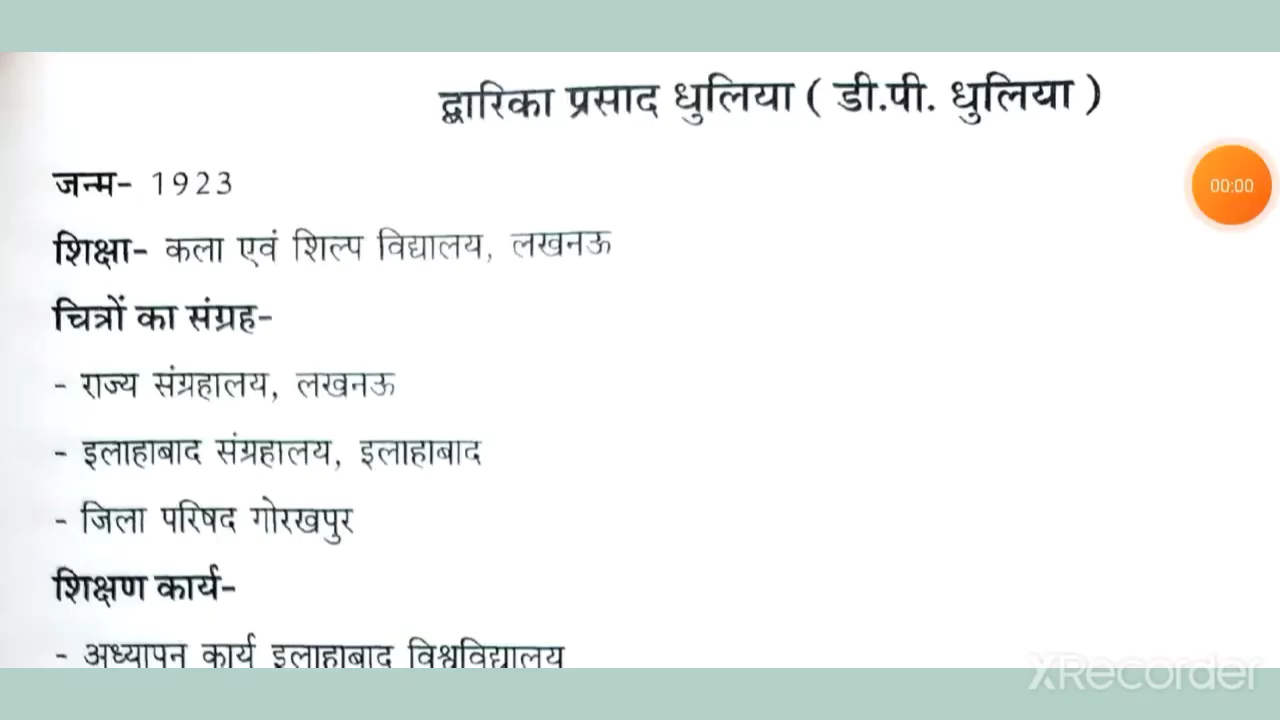 द्वारिका प्रसाद धुलिया ( डी.पी. धुलिया )
जन्म- 1923
00:00
शिक्षा- कला एवं शिल्प विद्यालय, लखनऊ
चित्रों का संग्रह-
- राज्य संग्रहालय, लखनऊ
- इलाहाबाद संग्रहालय, इलाहाबाद
- जिला परिषद गोरखपुर
शिक्षण कार्य-
- अध्यापन कार्य इलाहाबाद विश्वविद्यालय
XRecorder